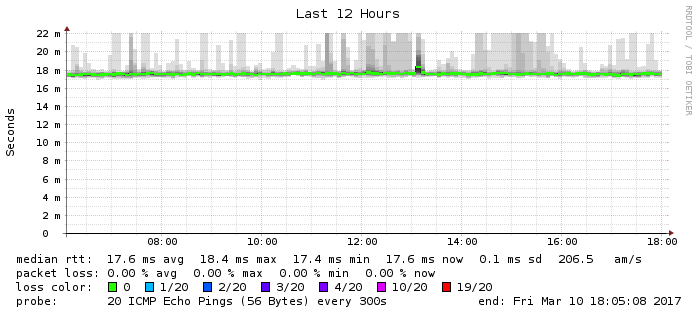 Last 12 Hours
RRDTOOL / TOBI OETIKER
Seconds
22 m
20 m
18 m
16 m
14 m
12 m
10 m
8 m
6 m
4 m
2 m
0
08:00 10:00 12:00 14:00 16:00 18:00
median rtt: 17.6 ms avg 18.4 ms max 17.4 ms min 17.6 ms now 0.1 ms sd 206.5 am/s
packet loss: 0.00 % avg 0.00 % max 0.00 % min 0.00 % now
loss color: 0 1/20 2/20 3/20 4/20 10/20 19/20
probe: 20 ICMP Echo Pings (56 Bytes) every 300s end: Fri Mar 10 18:05:08 2017